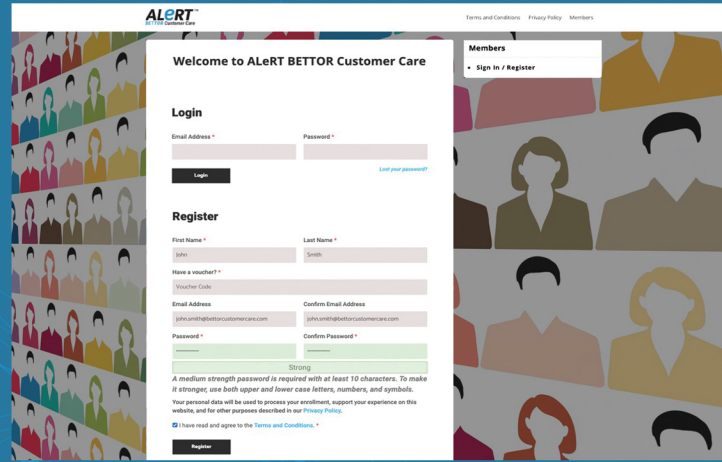 ALeRT™
BETTOR Customer Care
Terms and Conditions Privacy Policy Members
Welcome to ALeRT BETTOR Customer Care
Members
• Sign In / Register
Login
Email Address * Password *
Login Lost your password?
Register
First Name * Last Name *
John Smith
Have a voucher? *
Voucher Code
Email Address Confirm Email Address
john.smith@bettorcustomercare.com john.smith@bettorcustomercare.com
Password * Confirm Password *
Strong
A medium strength password is required with at least 10 characters. To make
it stronger, use both upper and lower case letters, numbers, and symbols.
Your personal data will be used to process your enrollment, support your experience on this
website, and for other purposes described in our Privacy Policy.
I have read and agree to the Terms and Conditions. *
Register